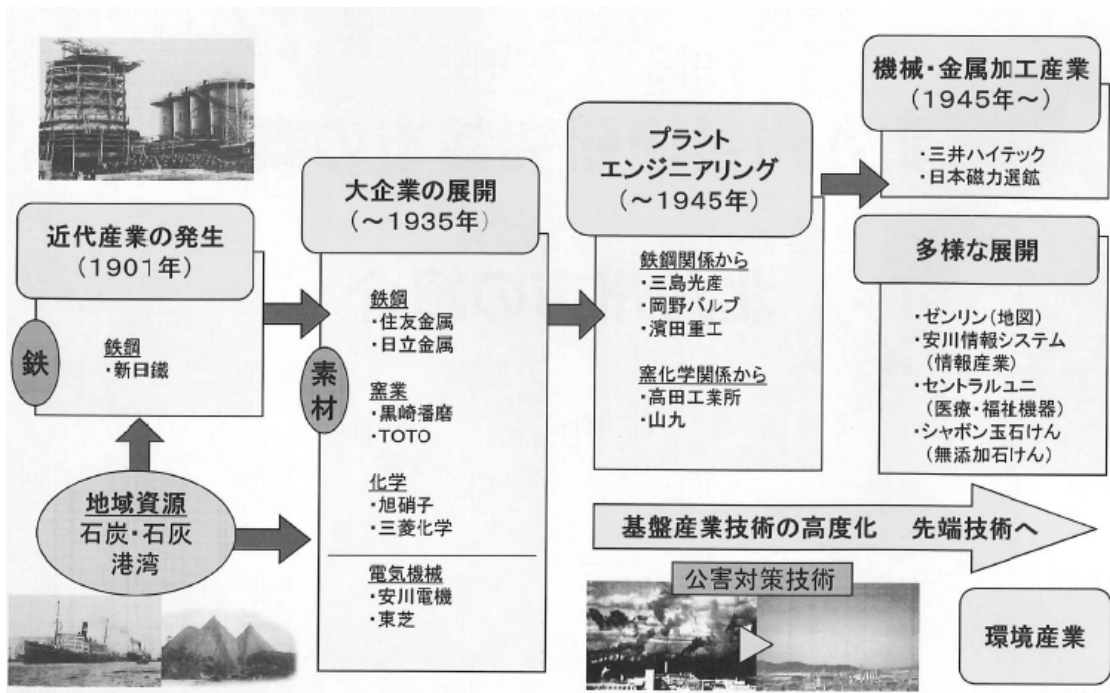 近代産業の発生
(1901年)
鉄
鉄鋼
・新日鐵
地域資源
石炭・石灰
港湾
大企業の展開
(～1935年)
素材
鉄鋼
・住友金属
・日立金属
窯業
・黒崎播磨
・TOTO
化学
・旭硝子
・三菱化学
電気機械
・安川電機
・東芝
プラント
エンジニアリング
(～1945年)
鉄鋼関係から
・三島光産
・岡野バルブ
・濱田重工
窯化学関係から
・高田工業所
・山九
機械・金属加工産業
(1945年～)
・三井ハイテック
・日本磁力選鉱
多様な展開
・ゼンリン(地図)
・安川情報システム
(情報産業)
・セントラルユニ
(医療・福祉機器)
・シャボン玉石けん
(無添加石けん)
基盤産業技術の高度化　先端技術へ
公害対策技術
環境産業